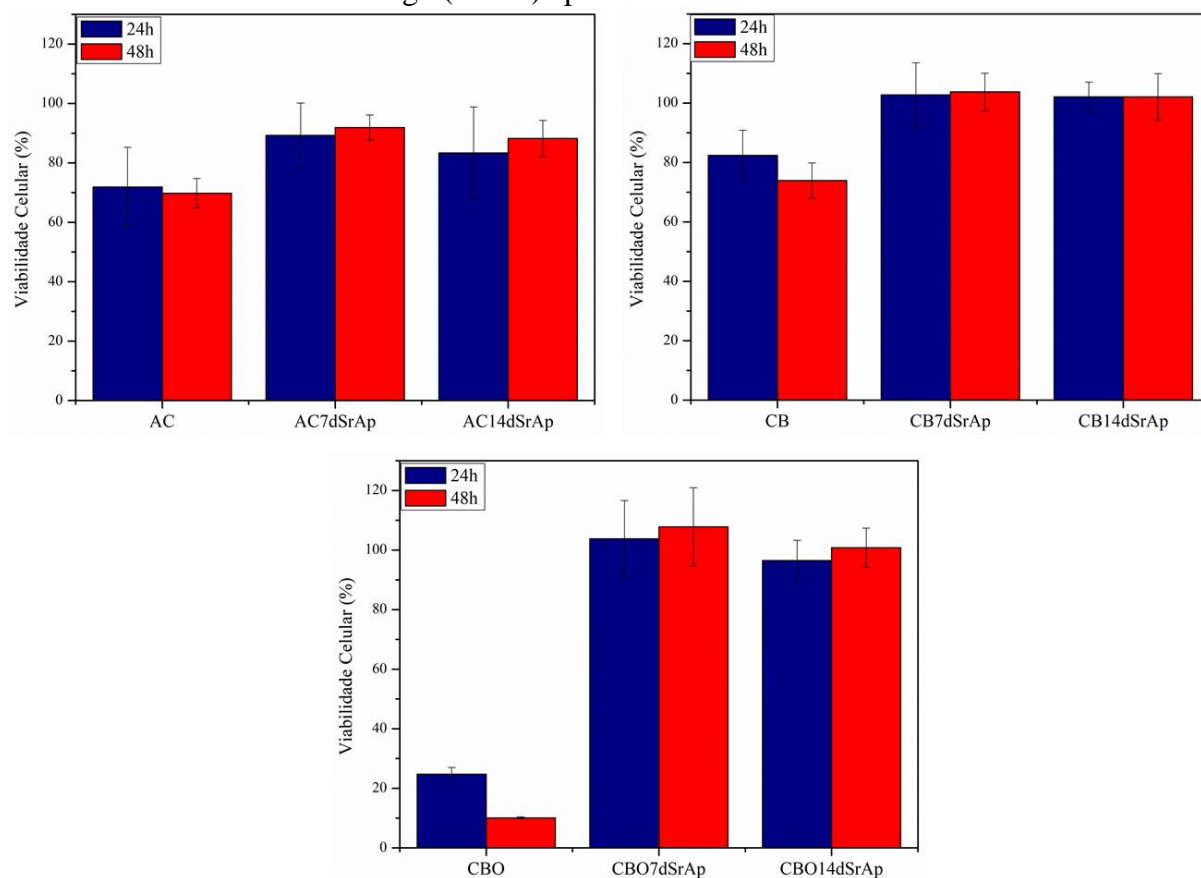 24h
48h
120
100
80
60
40
20
0
Viabilidade Celular (%)
AC
AC7dSrAp
AC14dSrAp
24h
48h
120
100
80
60
40
20
0
Viabilidade Celular (%)
CB
CB7dSrAp
CB14dSrAp
24h
48h
120
100
80
60
40
20
0
Viabilidade Celular (%)
CBO
CBO7dSrAp
CBO14dSrAp